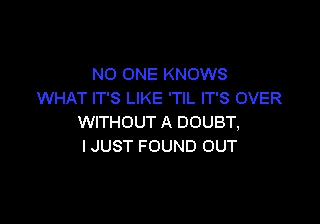 NO ONE KNOWS
WHAT IT'S LIKE 'TIL IT'S OVER
WITHOUT A DOUBT,
I JUST FOUND OUT